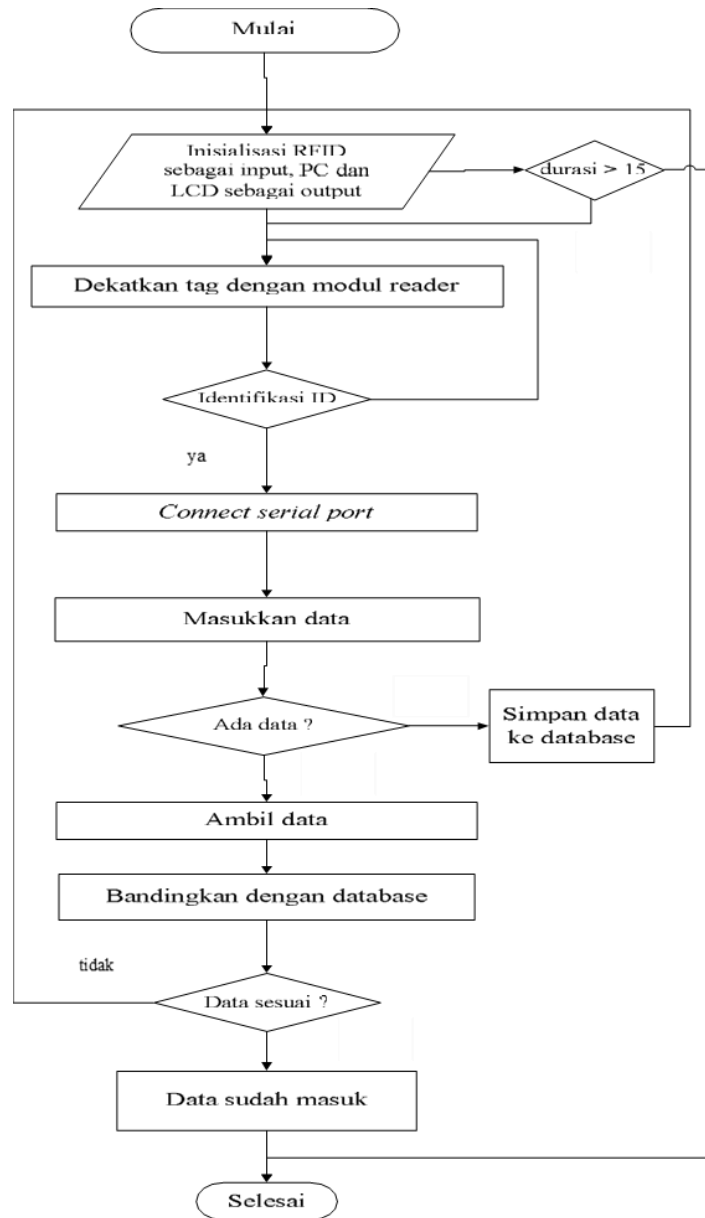 Mulai
Inisialisasi RFID
sebagai input, PC dan
LCD sebagai output
durasi > 15
Dekatkan tag dengan modul reader
Identifikasi ID
ya
Connect serial port
Masukkan data
Ada data ?
Simpan data
ke database
Ambil data
Bandingkan dengan database
tidak
Data sesuai ?
Data sudah masuk
Selesai